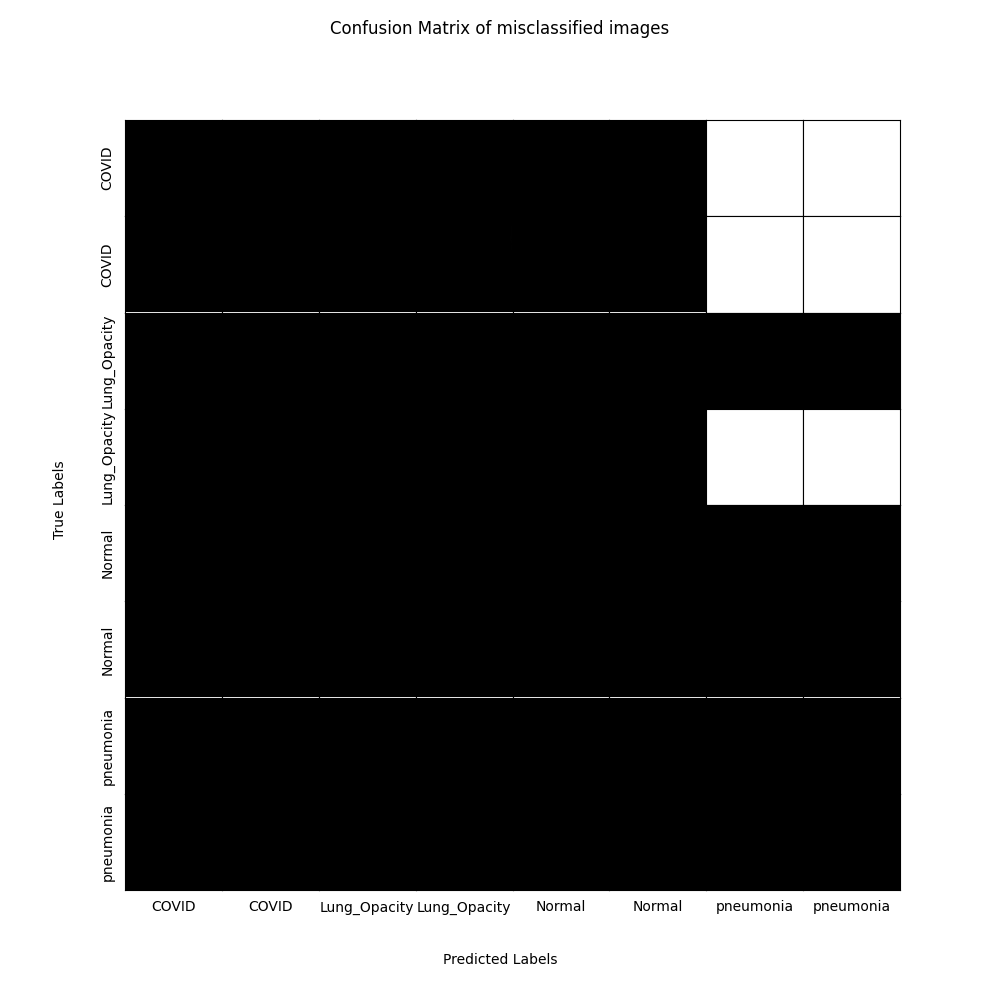 Confusion Matrix of misclassified images
True Labels
COVID
COVID
Lung_Opacity
Lung_Opacity
Normal
Normal
pneumonia
pneumonia
COVID COVID Lung_Opacity Lung_Opacity Normal Normal pneumonia pneumonia
Predicted Labels